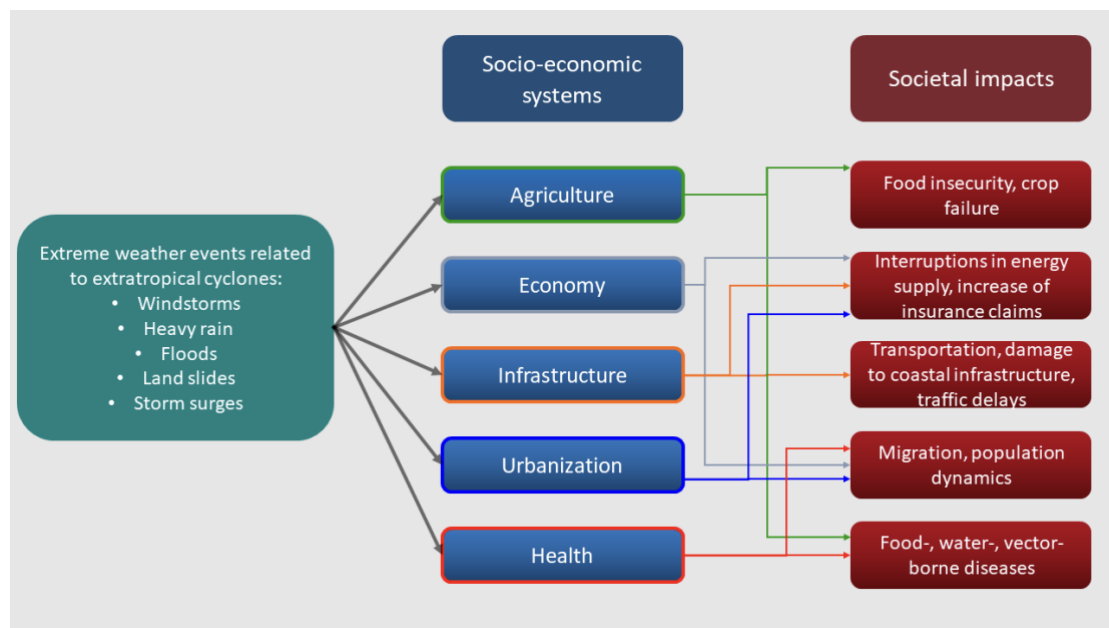 Socio-economic
systems
Societal impacts
Extreme weather events related
to extratropical cyclones:
• Windstorms
• Heavy rain
• Floods
• Land slides
• Storm surges
Agriculture
Economy
Infrastructure
Urbanization
Health
Food insecurity, crop
failure
Interruptions in energy
supply, increase of
insurance claims
Transportation, damage
to coastal infrastructure,
traffic delays
Migration, population
dynamics
Food-, water-, vector-
borne diseases